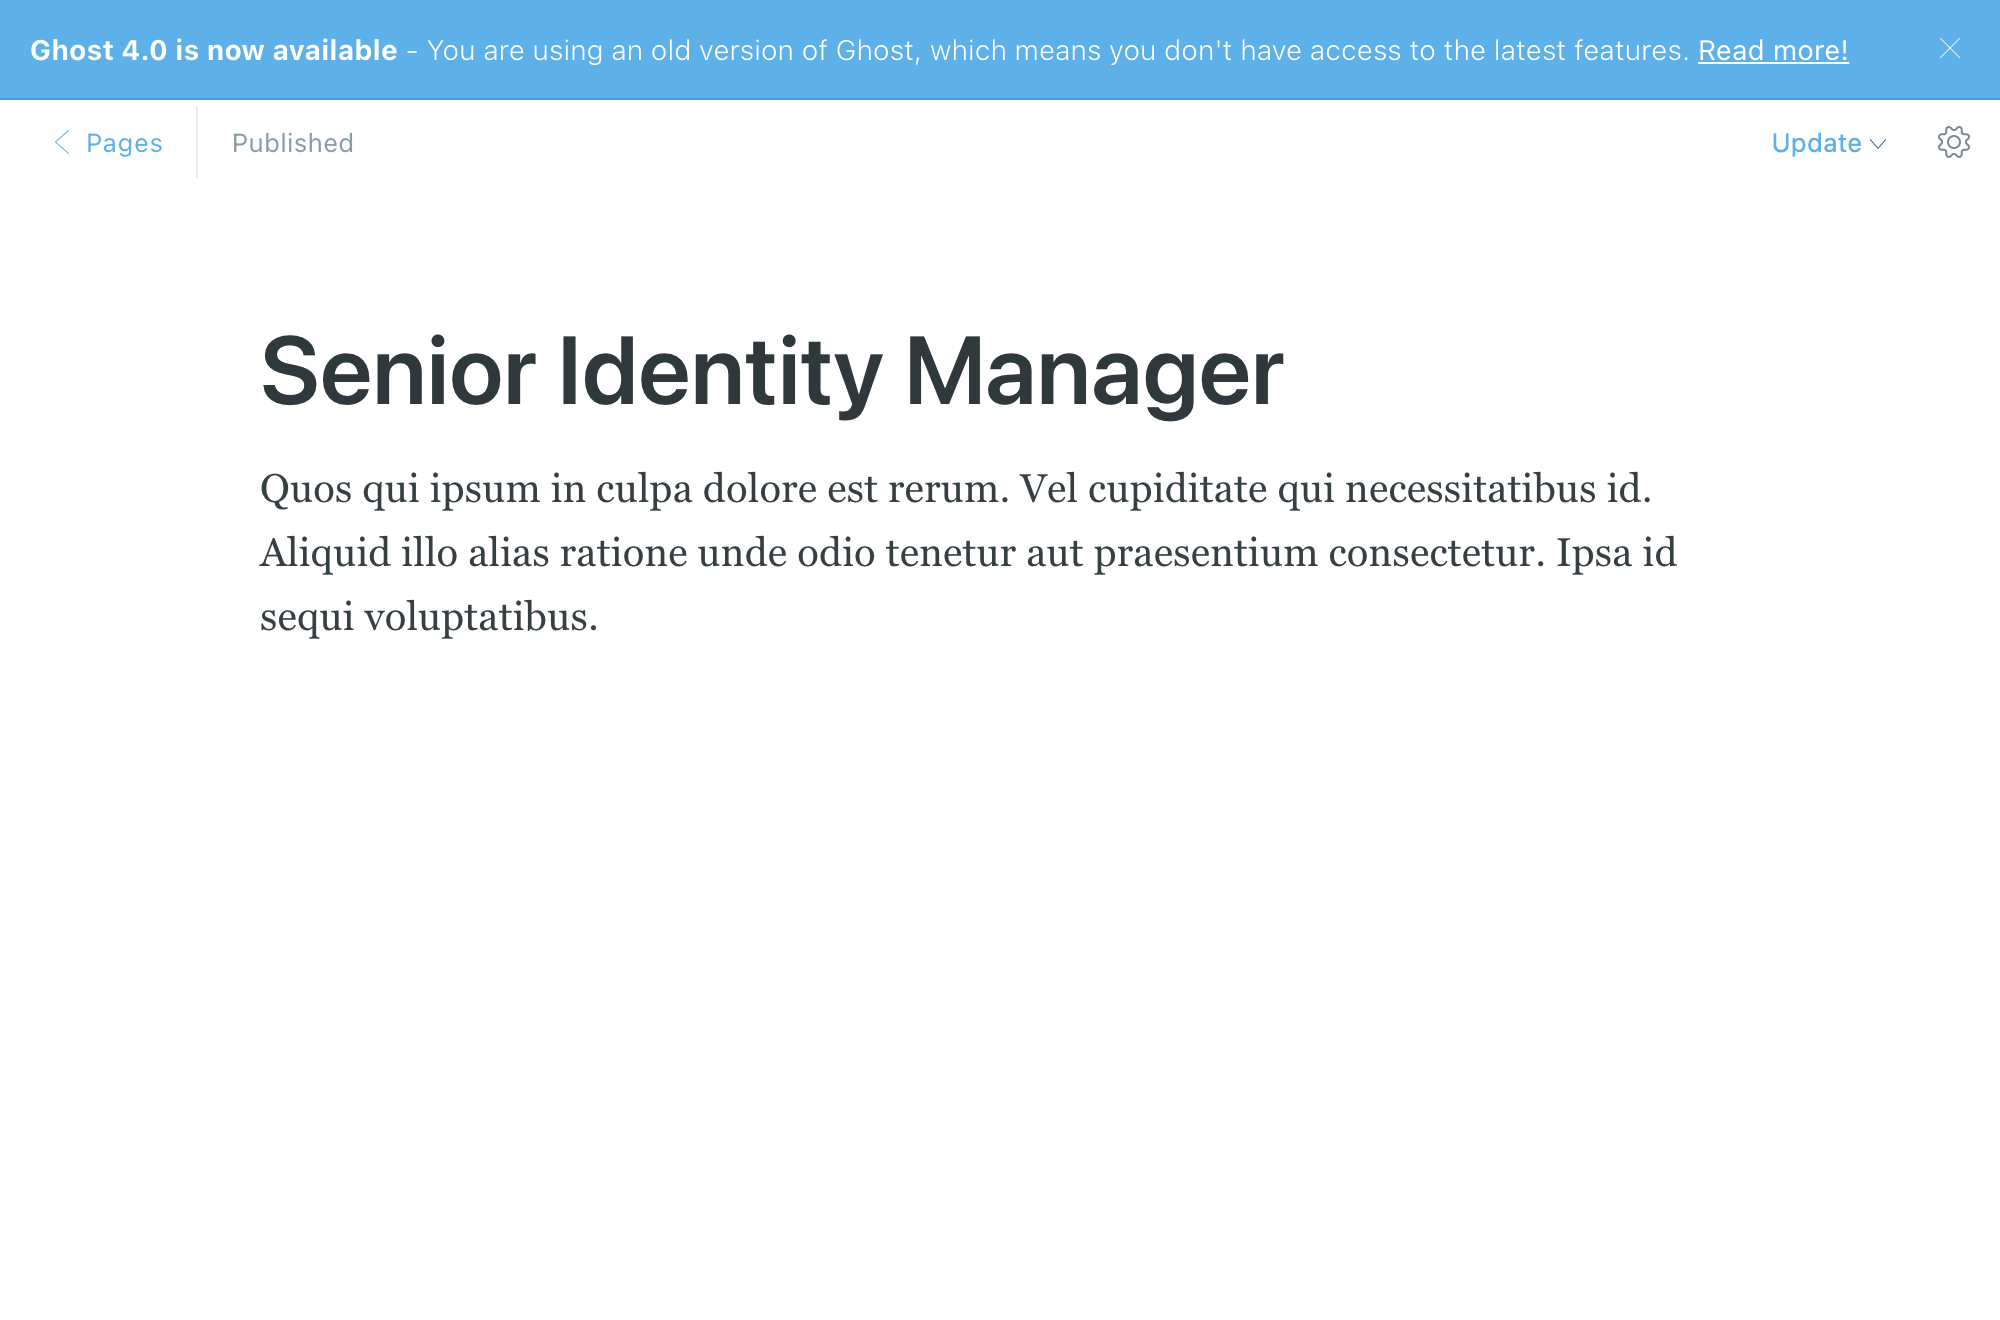 Ghost 4.0 is now available - You are using an old version of Ghost, which means you don't have access to the latest features. Read more!
Pages
Published
Update
Senior Identity Manager
Quos qui ipsum in culpa dolore est rerum. Vel cupiditate qui necessitatibus id.
Aliquid illo alias ratione unde odio tenetur aut praesentium consectetur. Ipsa id
sequi voluptatibus.